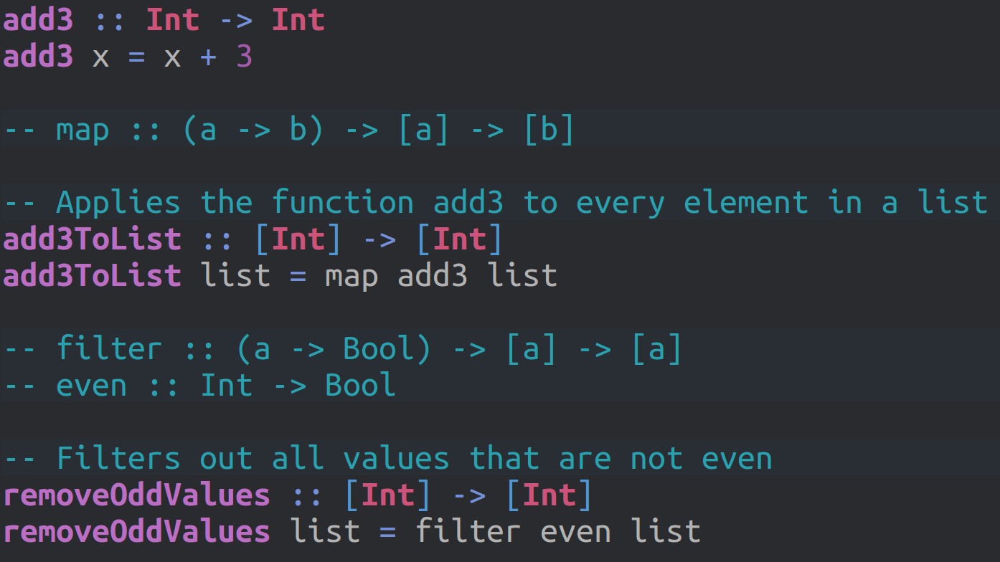 add3 :: Int -> Int
add3 x = x + 3
-- map :: (a -> b) -> [a] -> [b]
-- Applies the function add3 to every element in a list
add3ToList :: [Int] -> [Int]
add3ToList list = map add3 list
-- filter :: (a -> Bool) -> [a] -> [a]
-- even :: Int -> Bool
-- Filters out all values that are not even
removeOddValues :: [Int] -> [Int]
removeOddValues list = filter even list